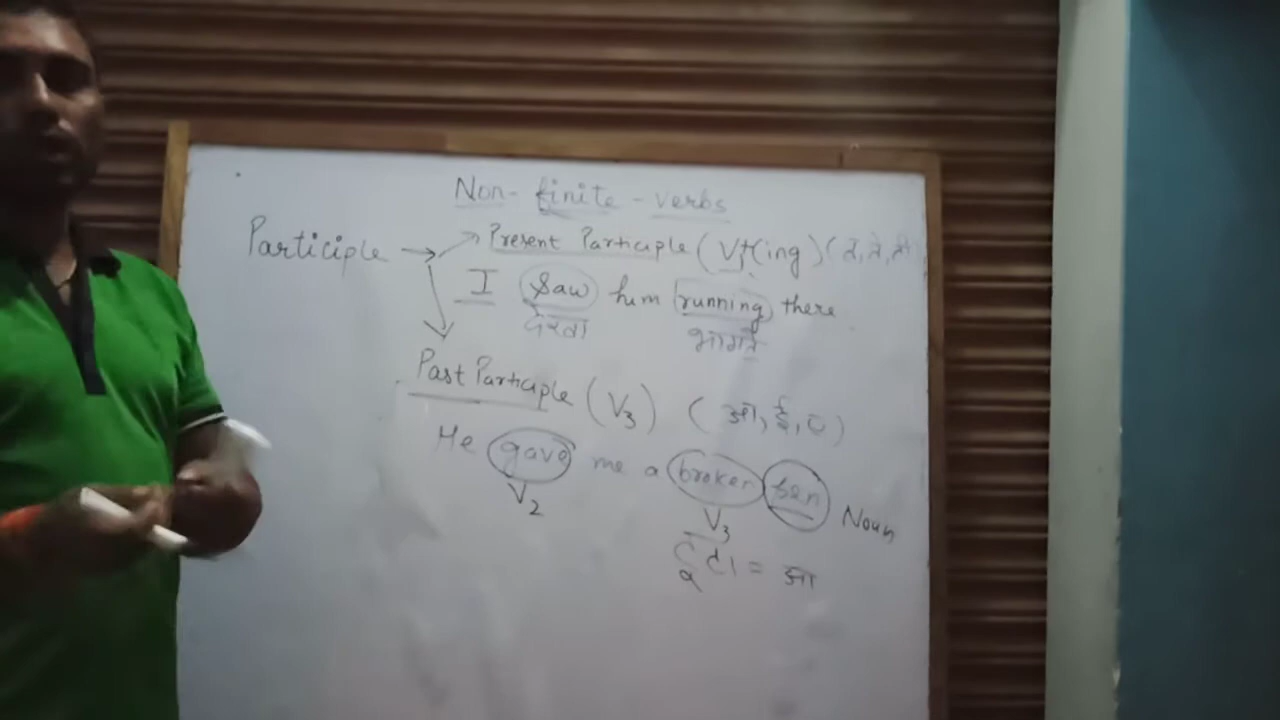 Non-finite-verbs
Participle → Present Participle (V₁+(ing) (ता, ते, ती
I saw him running there
देखा भागते
Past Participle (V₃) (आ, ई, ए)
He gave me a broken pen Noun
V₂ V₃
टूटा = आ